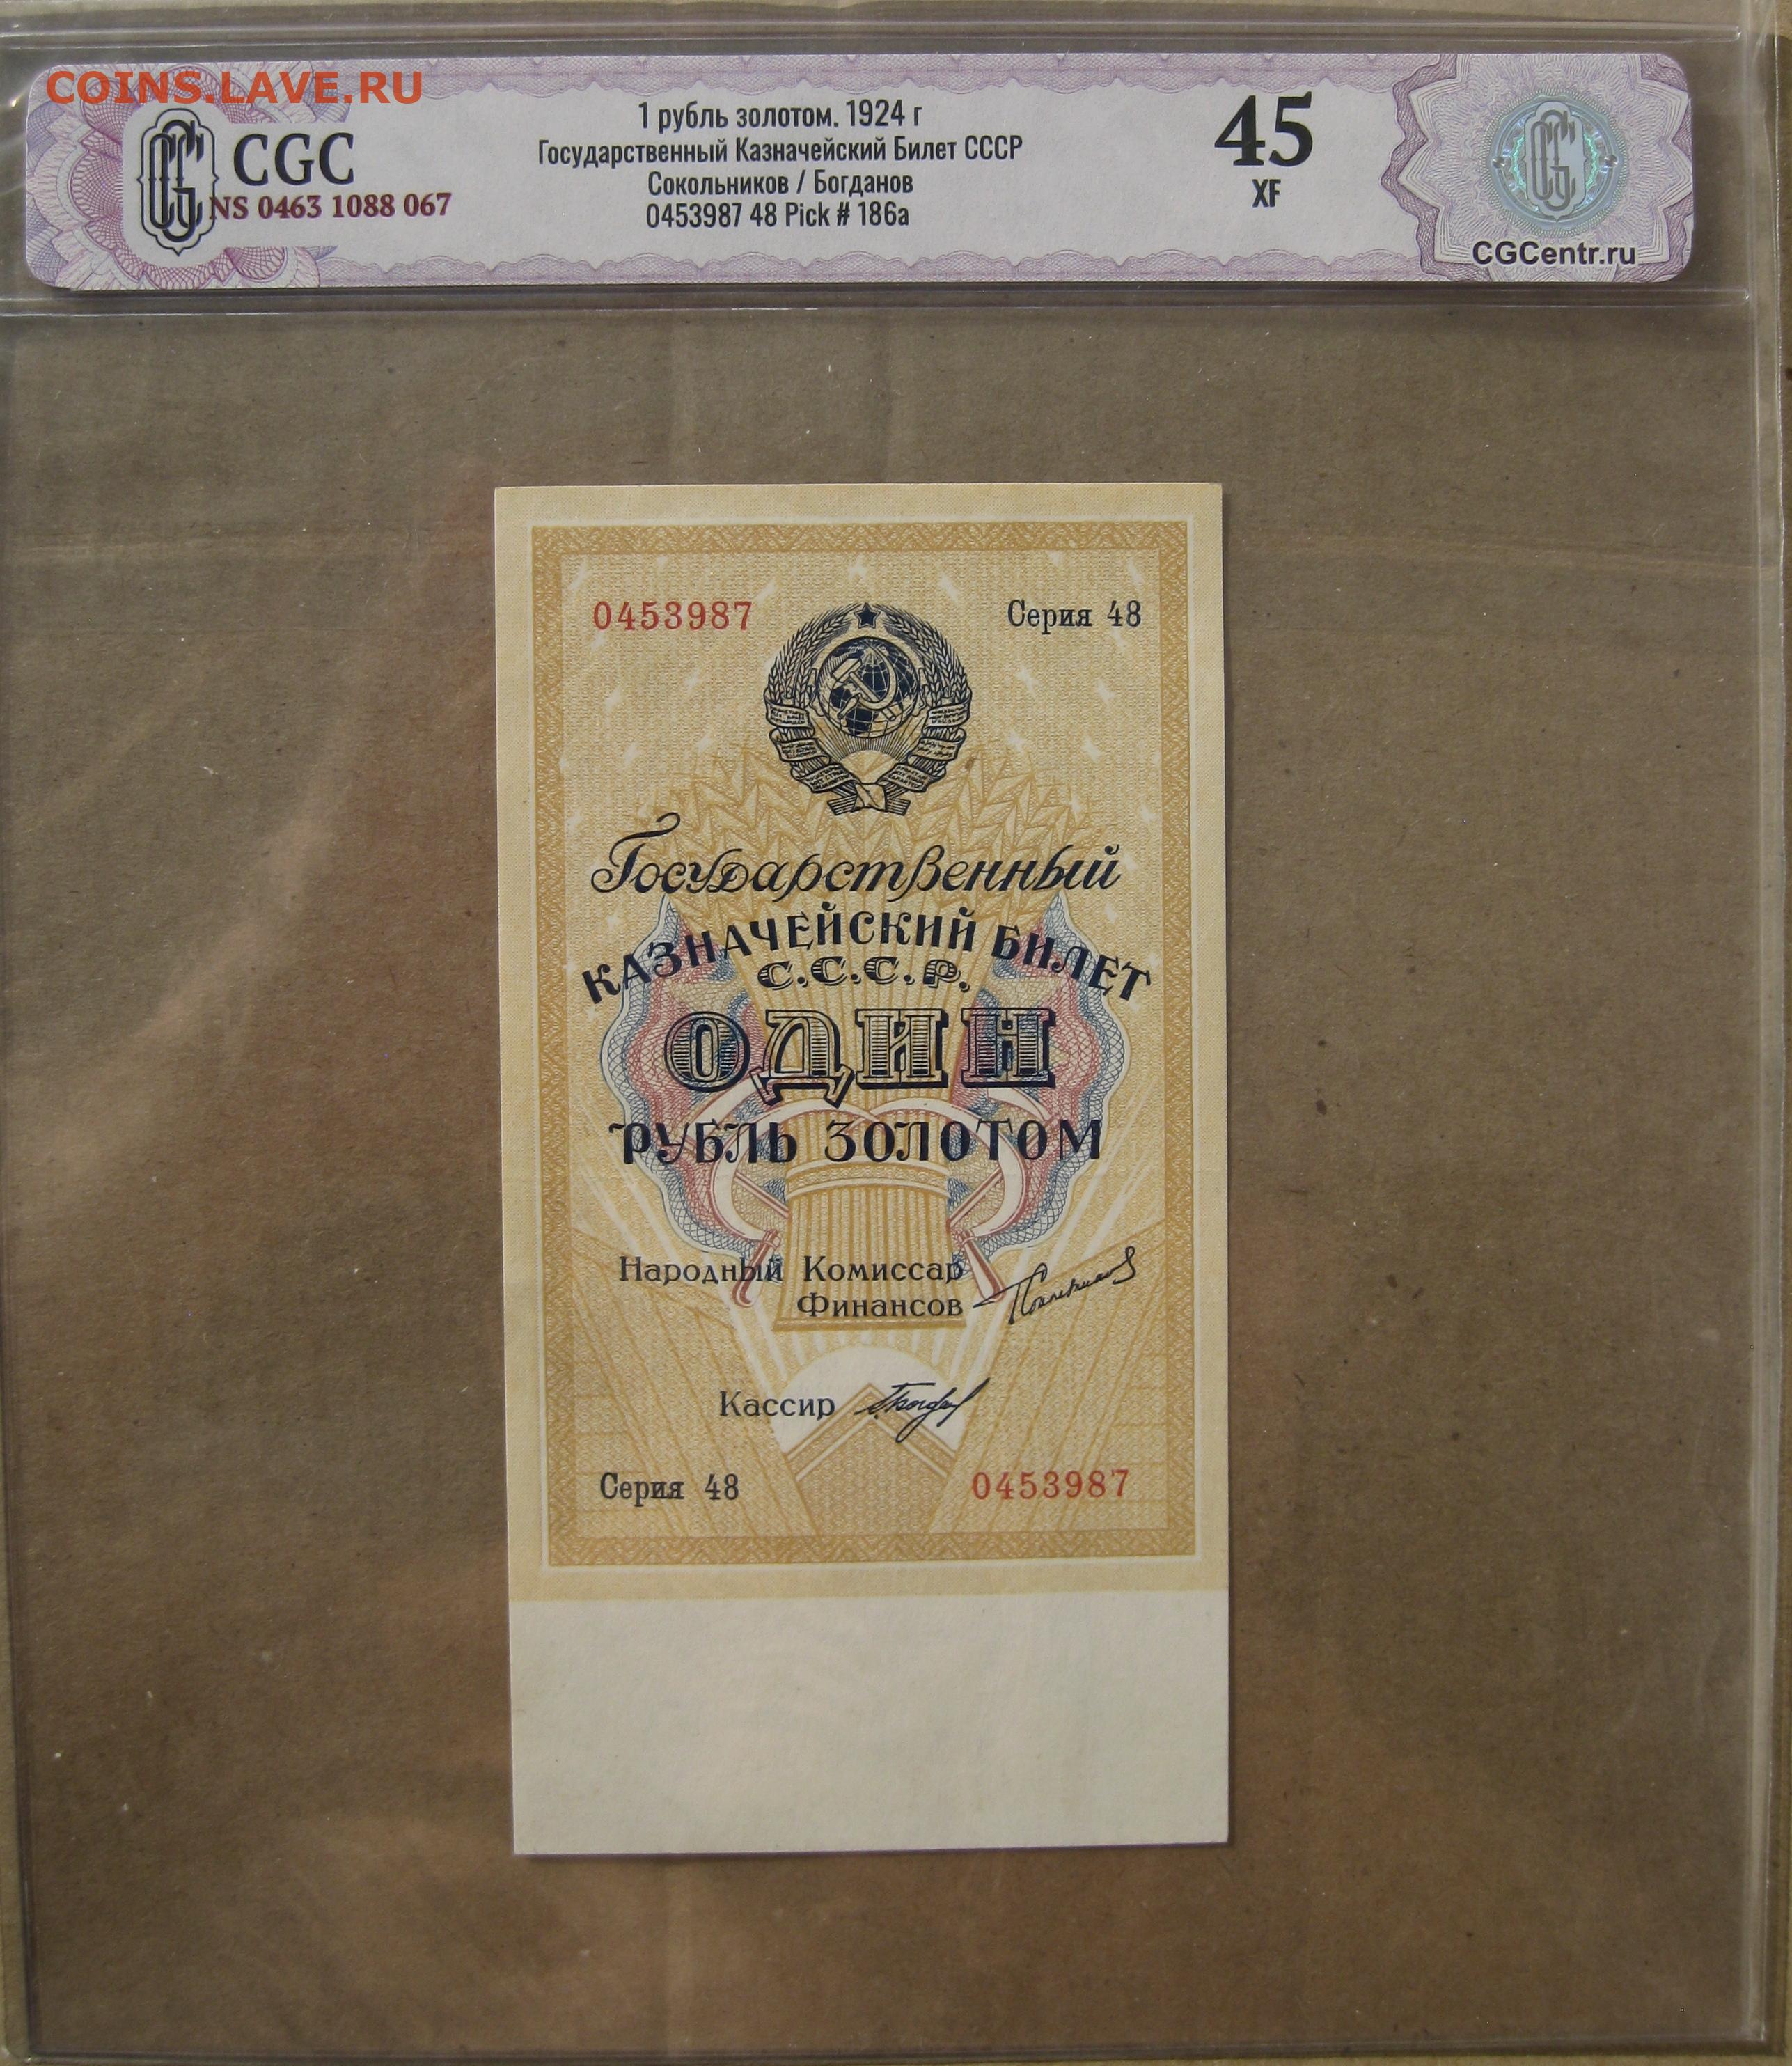 COINS.LAVE.RU
CGC
NS 0463 1088 067
1 рубль золотом. 1924 г
Государственный Казначейский Билет СССР
Сокольников / Богданов
0453987 48 Pick # 186a
45
XF
CGCentr.ru
0453987 Серия 48
Государственный
КАЗНАЧЕЙСКИЙ БИЛЕТ
С.С.С.Р.
ОДИН
РУБЛЬ ЗОЛОТОМ
Народный Комиссар
Финансов
Кассир
Серия 48 0453987